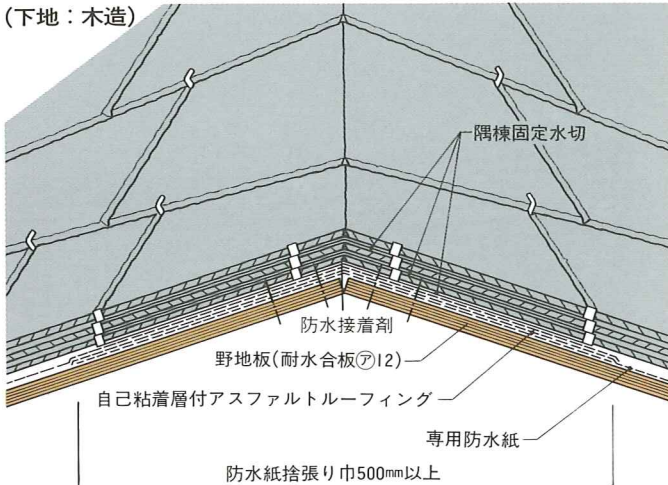 (下地：木造)
隅棟固定水切
防水接着剤
野地板(耐水合板㋐12)
自己粘着層付アスファルトルーフィング
専用防水紙
防水紙捨張り巾500mm以上